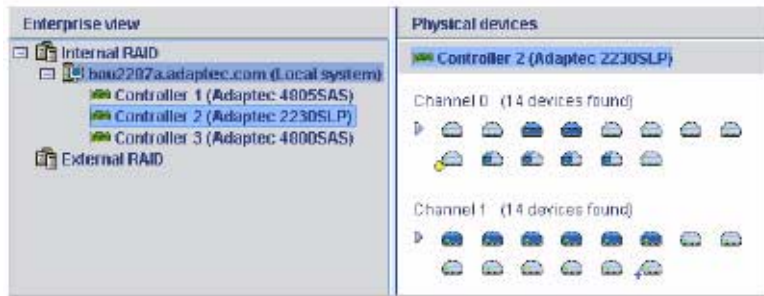 Enterprise view
Internal RAID
bou2207a.adaptec.com (Local system)
Controller 1 (Adaptec 4805SAS)
Controller 2 (Adaptec 2230SLP)
Controller 3 (Adaptec 4800SAS)
External RAID
Physical devices
Controller 2 (Adaptec 2230SLP)
Channel 0 (14 devices found)
Channel 1 (14 devices found)